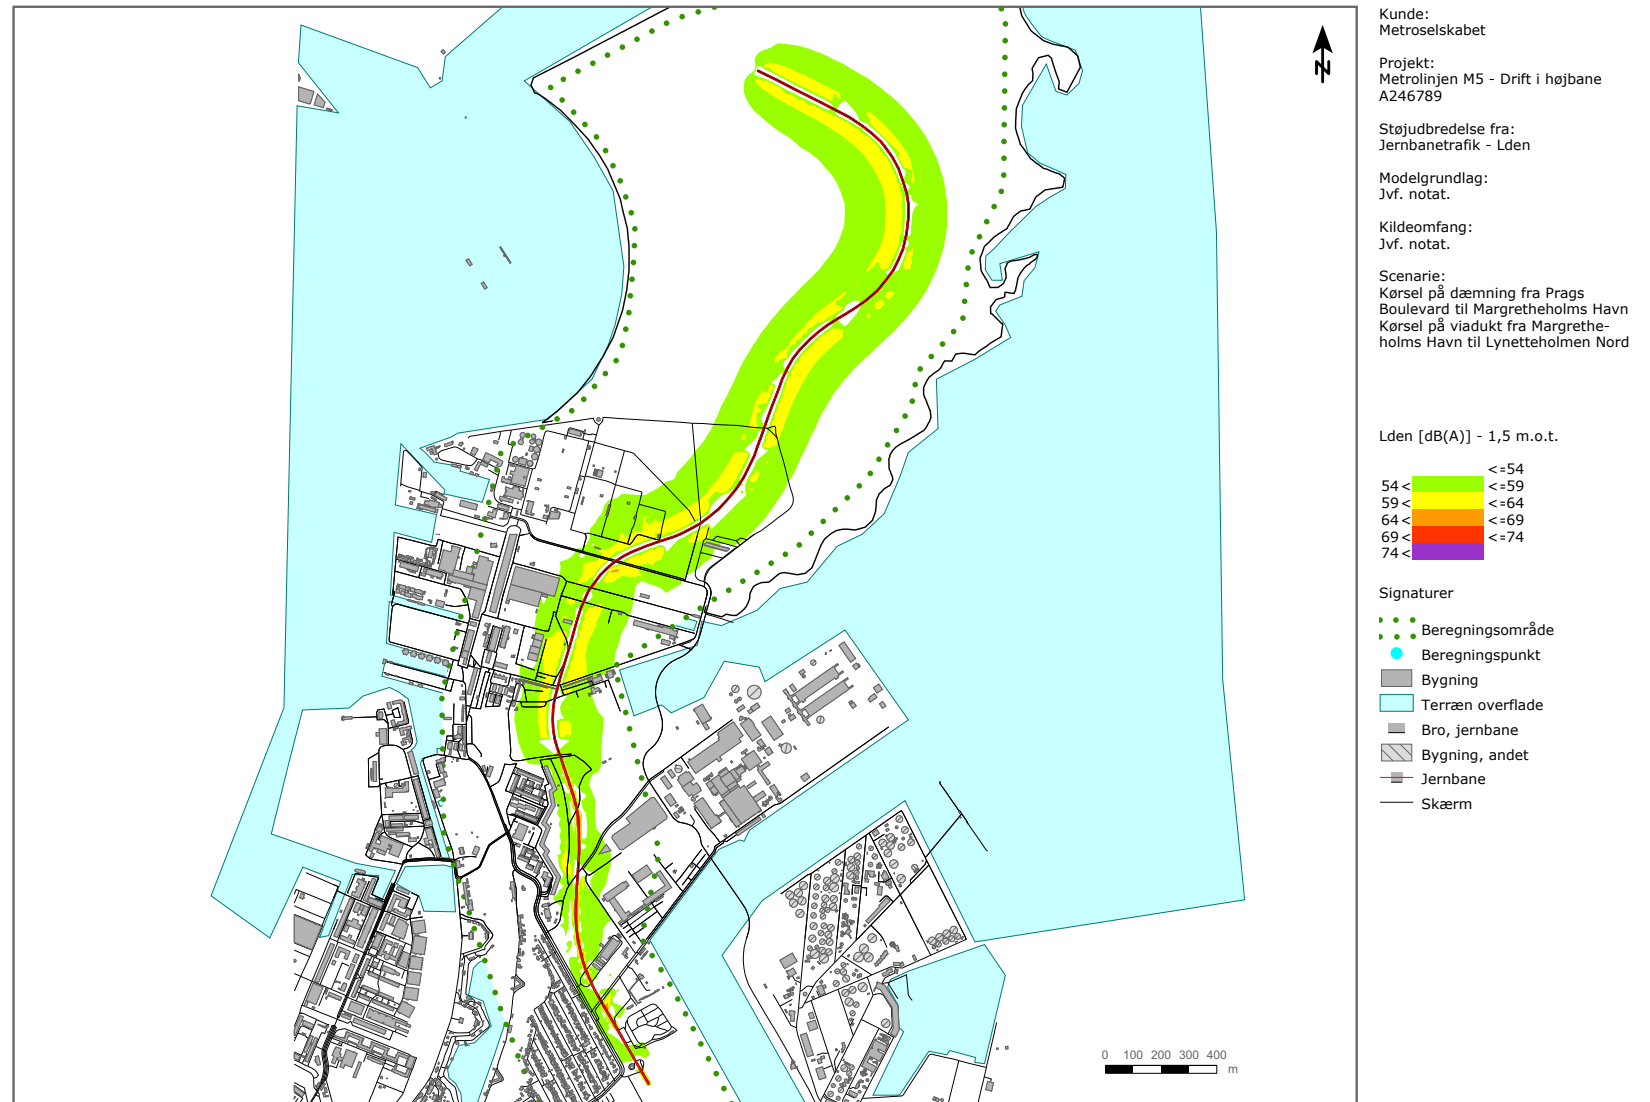 Kunde:
Metroselskabet
Projekt:
Metrolinjen M5 - Drift i højbane
A246789
Støjudbredelse fra:
Jernbanetrafik - Lden
Modelgrundlag:
Jvf. notat.
Kildeomfang:
Jvf. notat.
Scenarie:
Kørsel på dæmning fra Prags
Boulevard til Margretheholms Havn
Kørsel på viadukt fra Margrethe-
holms Havn til Lynetteholmen Nord
Lden [dB(A)] - 1,5 m.o.t.
<=54
54< <=59
59< <=64
64< <=69
69< <=74
74<
Signaturer
Beregningsområde
Beregningspunkt
Bygning
Terræn overflade
Bro, jernbane
Bygning, andet
Jernbane
Skærm
N
0 100 200 300 400
m